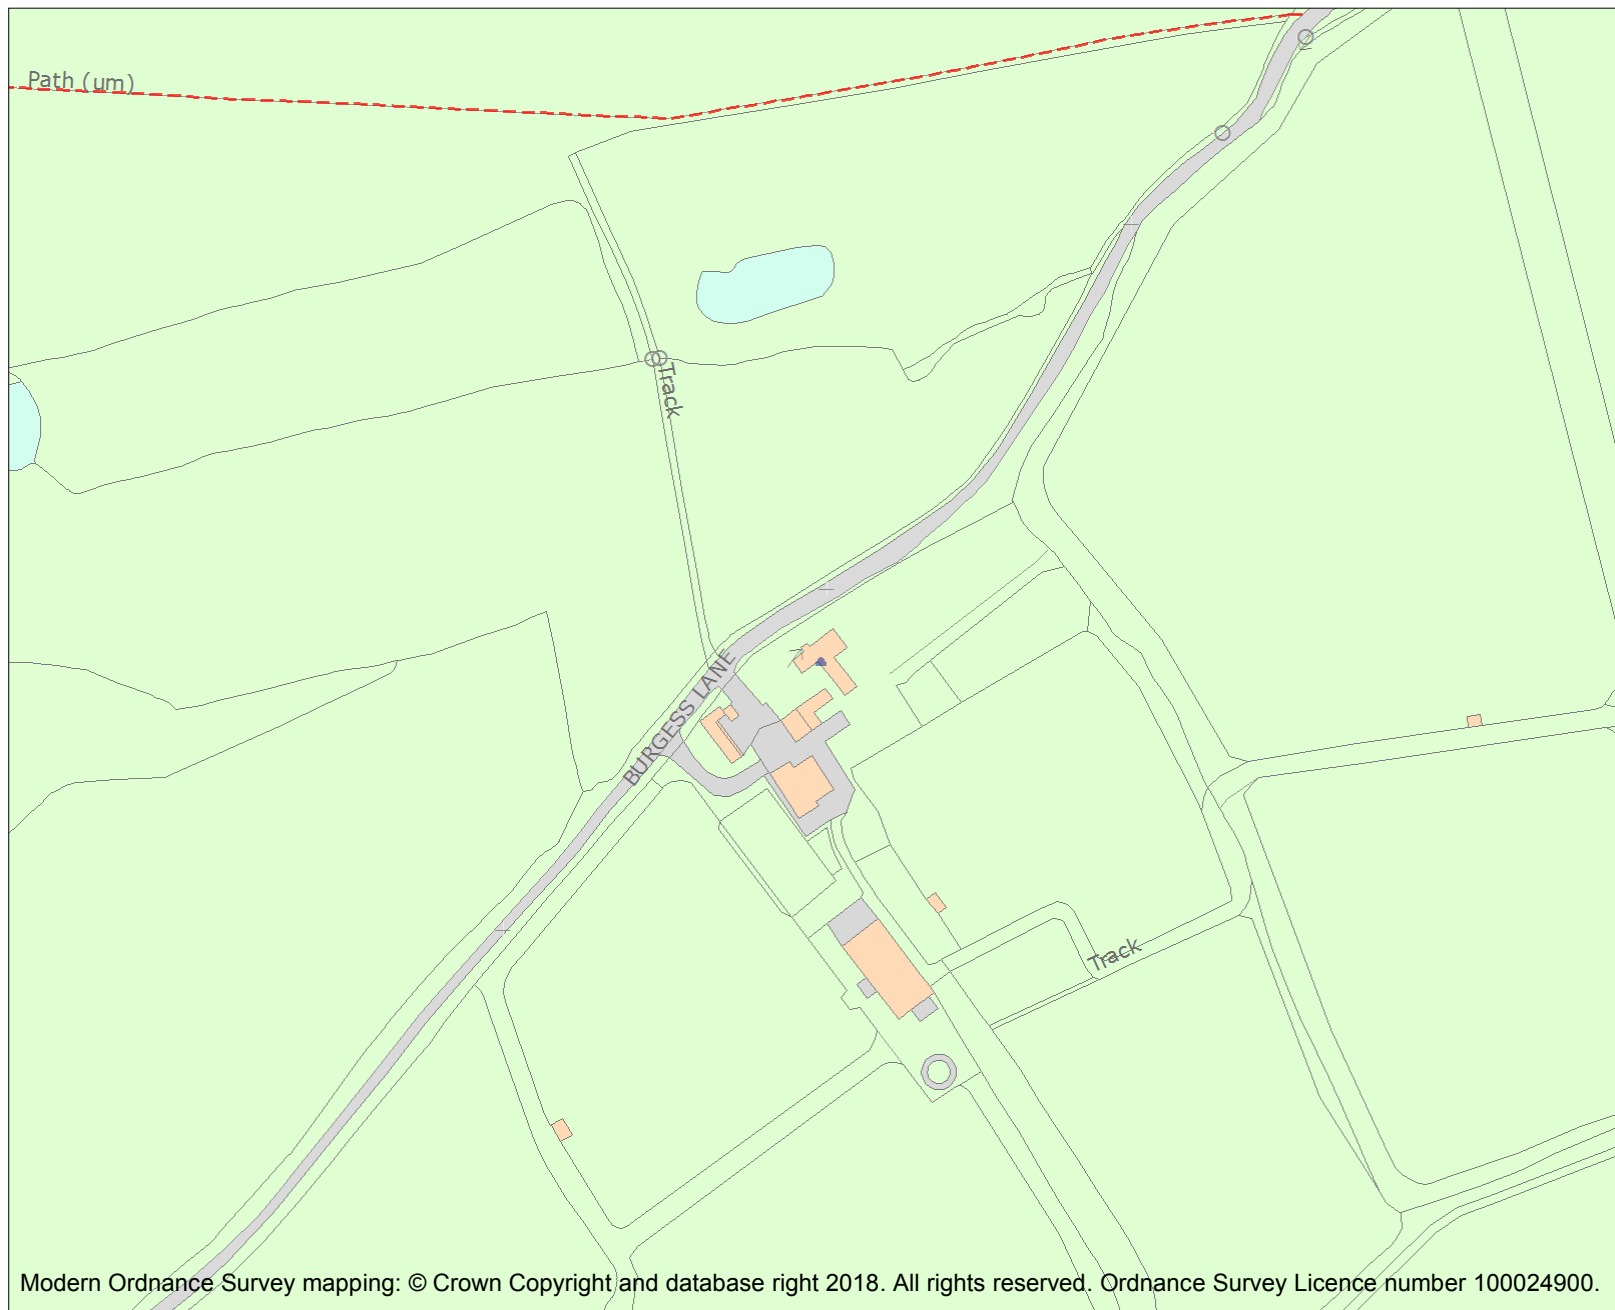 Path (um)
Track
BURGESS LANE
Track
Modern Ordnance Survey mapping: © Crown Copyright and database right 2018. All rights reserved. Ordnance Survey Licence number 100024900.